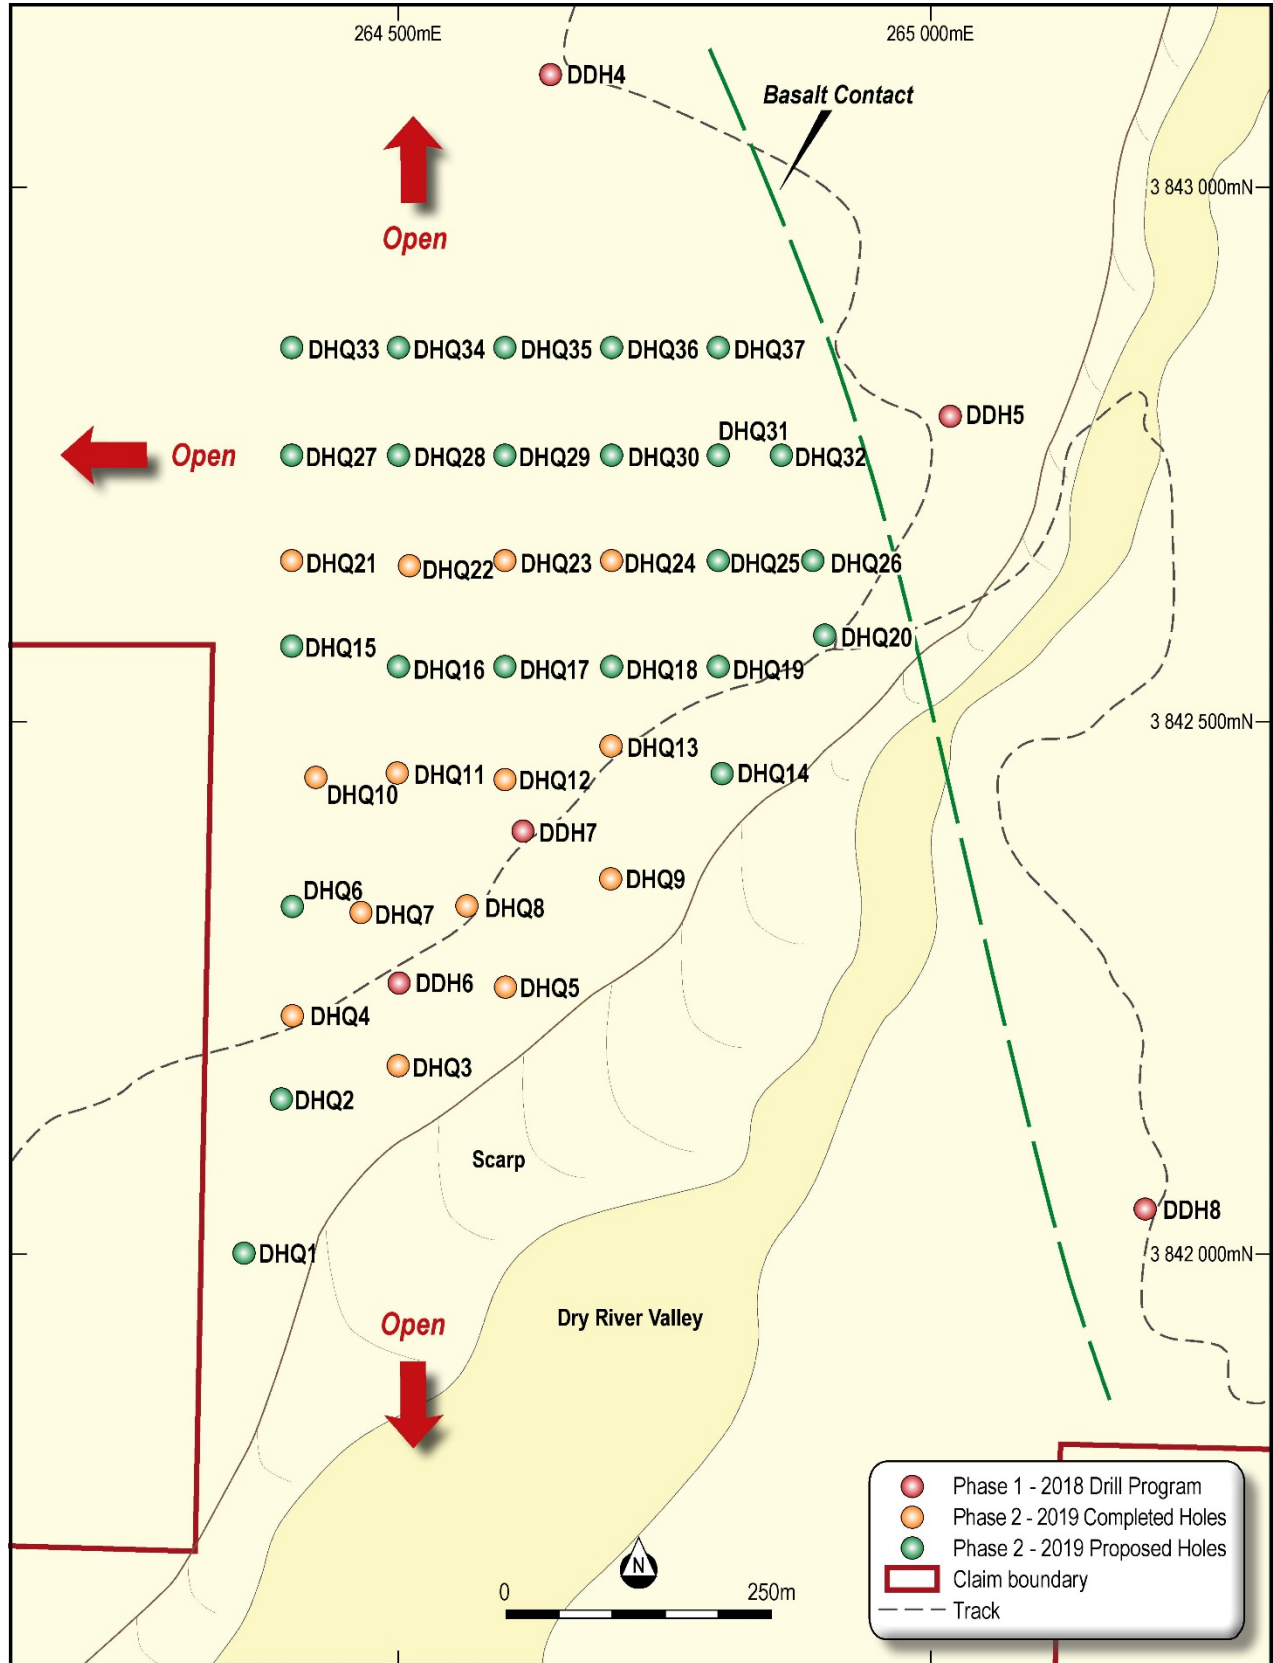 264 500mE
265 000mE
DDH4
Basalt Contact
3 843 000mN
Open
DHQ33
DHQ34
DHQ35
DHQ36
DHQ37
DDH5
DHQ31
Open
DHQ27
DHQ28
DHQ29
DHQ30
DHQ32
DHQ21
DHQ22
DHQ23
DHQ24
DHQ25
DHQ26
DHQ20
DHQ15
DHQ16
DHQ17
DHQ18
DHQ19
3 842 500mN
DHQ13
DHQ10
DHQ11
DHQ12
DHQ14
DDH7
DHQ9
DHQ6
DHQ7
DHQ8
DDH6
DHQ5
DHQ4
DHQ3
DHQ2
Scarp
DDH8
DHQ1
3 842 000mN
Open
Dry River Valley
Phase 1 - 2018 Drill Program
Phase 2 - 2019 Completed Holes
Phase 2 - 2019 Proposed Holes
Claim boundary
Track
N
0
250m